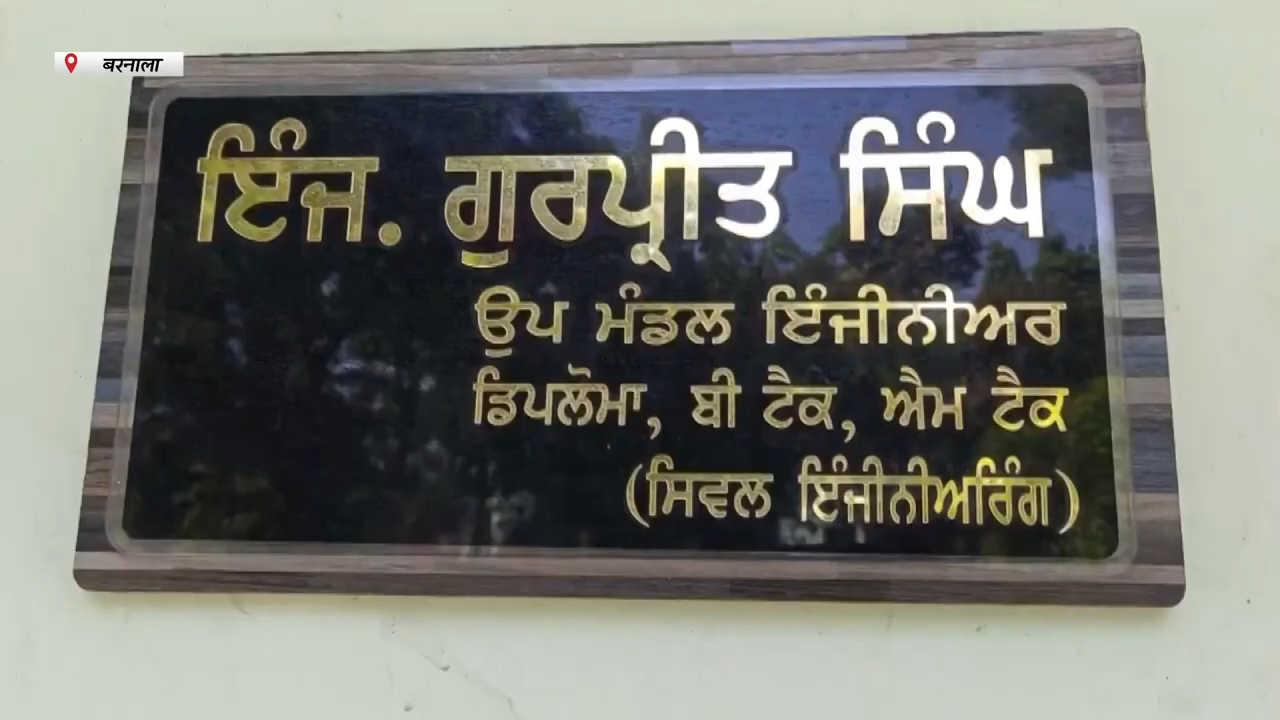 बरनाला
ਇੰਜ. ਗੁਰਪ੍ਰੀਤ ਸਿੰਘ
ਉਪ ਮੰਡਲ ਇੰਜੀਨੀਅਰ
ਡਿਪਲੋਮਾ, ਬੀ ਟੈਕ, ਐਮ ਟੈਕ
(ਸਿਵਲ ਇੰਜੀਨੀਅਰਿੰਗ)